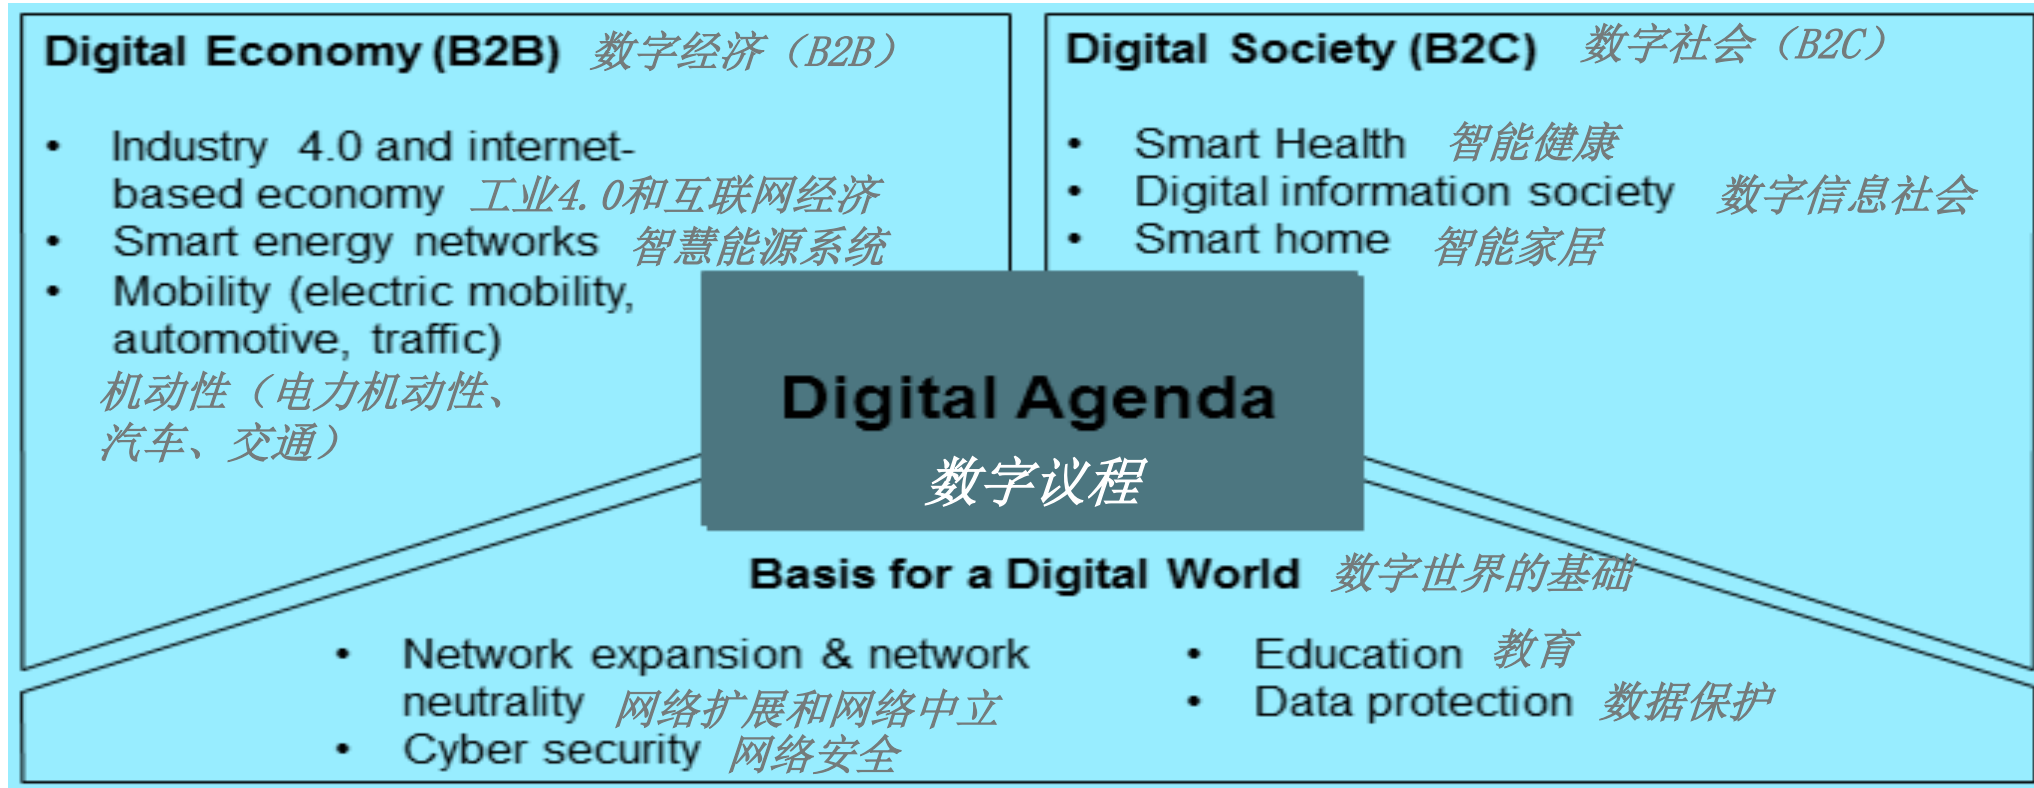 Digital Economy (B2B) 数字经济（B2B）
• Industry 4.0 and internet-
based economy 工业4.0和互联网经济
• Smart energy networks 智慧能源系统
• Mobility (electric mobility,
automotive, traffic)
机动性（电力机动性、
汽车、交通）
Digital Society (B2C) 数字社会（B2C）
• Smart Health 智能健康
• Digital information society 数字信息社会
• Smart home 智能家居
Digital Agenda
数字议程
Basis for a Digital World 数字世界的基础
• Network expansion & network
neutrality 网络扩展和网络中立
• Cyber security 网络安全
• Education 教育
• Data protection 数据保护